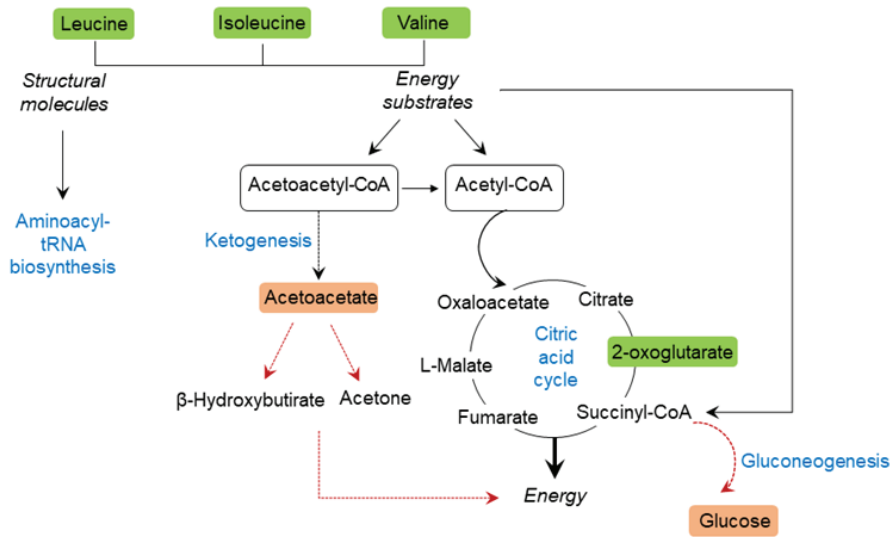 Leucine
Isoleucine
Valine
Structural
molecules
Energy
substrates
Acetoacetyl-CoA
Acetyl-CoA
Aminoacyl-
tRNA
biosynthesis
Ketogenesis
Acetoacetate
Oxaloacetate
Citrate
Citric
acid
cycle
2-oxoglutarate
L-Malate
β-Hydroxybutirate
Acetone
Fumarate
Succinyl-CoA
Gluconeogenesis
Energy
Glucose